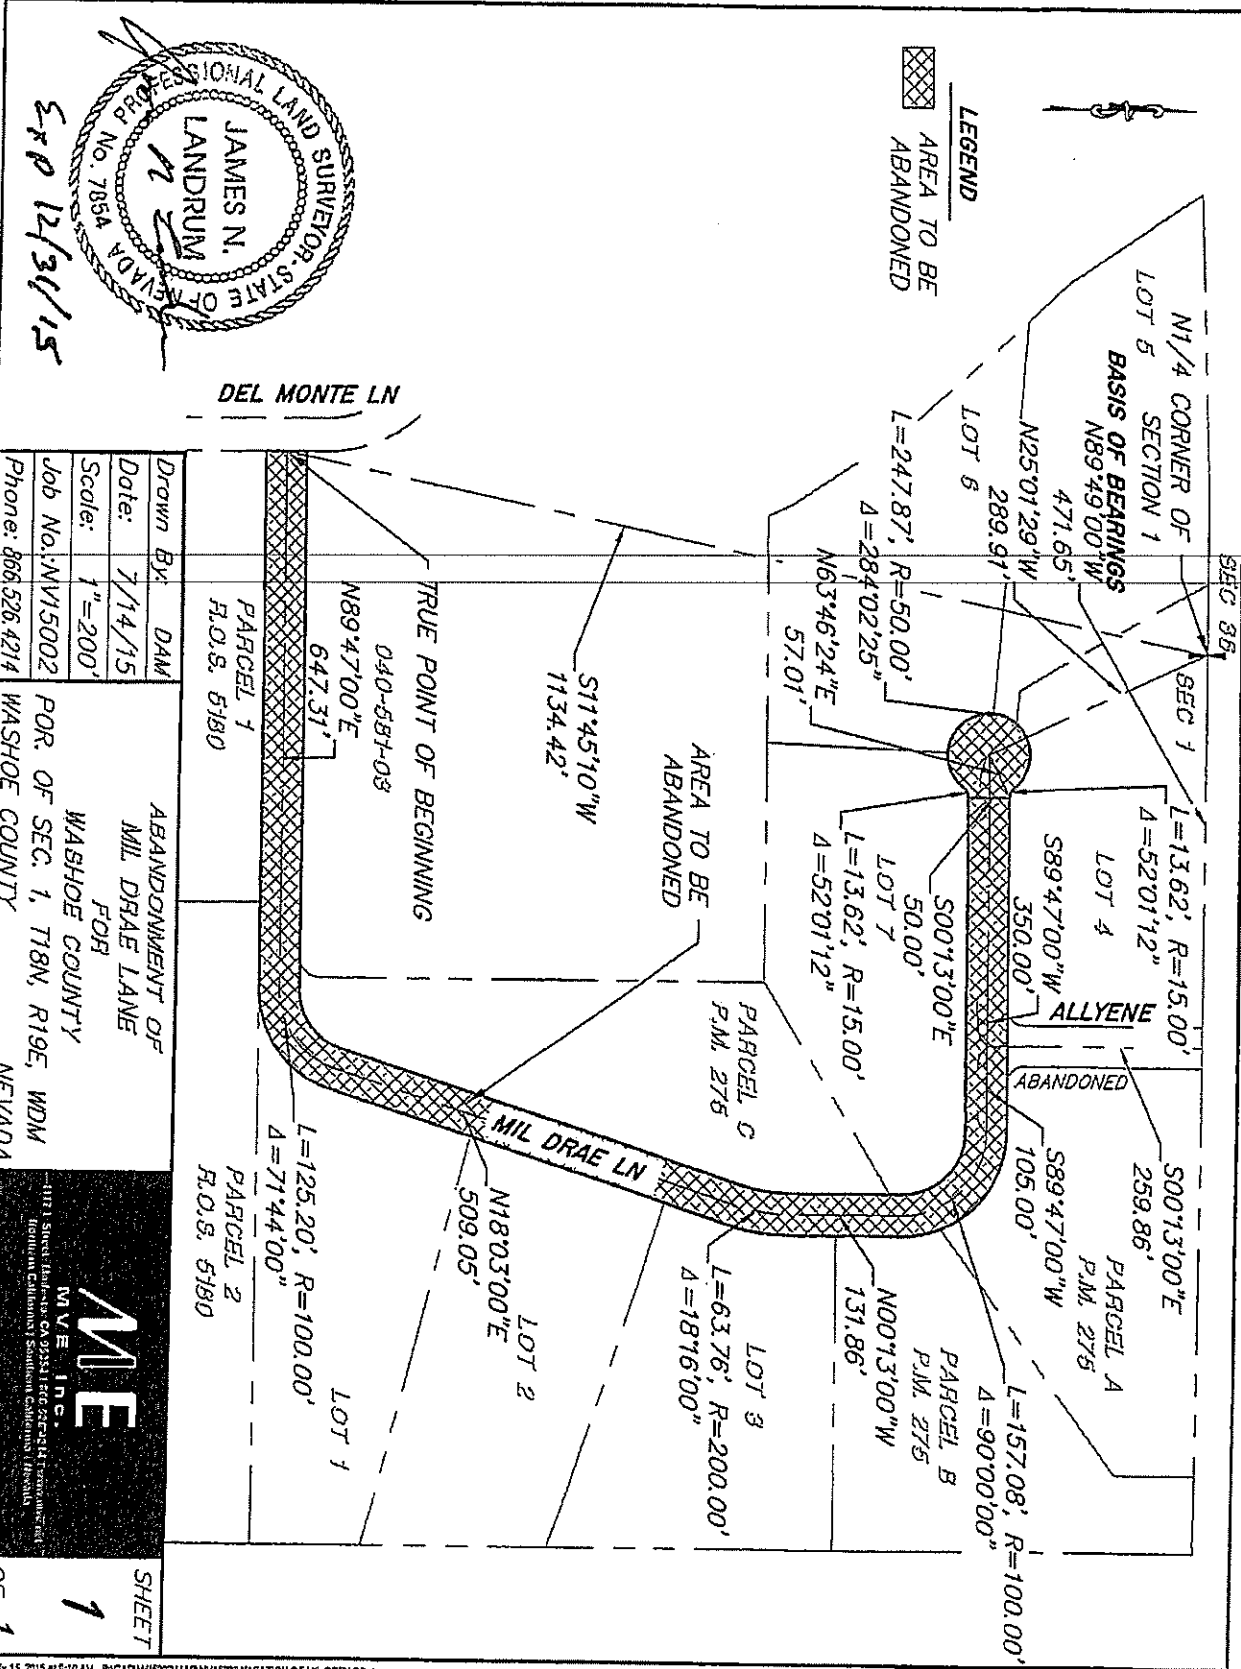 LEGEND
AREA TO BE
ABANDONED
N1/4 CORNER OF
LOT 5 SECTION 1
BASIS OF BEARINGS
N89°49'00"W
471.65'
N25°01'29"W
289.91'
LOT 6
L=247.87', R=50.00'
Δ=284°02'25"
N63°46'24"E
57.01'
SEC 36
SEC 1
L=13.62', R=15.00'
Δ=52°01'12"
LOT 4
S89°47'00"W
350.00'
S00°13'00"E
50.00'
LOT 7
L=13.62', R=15.00'
Δ=52°01'12"
ALLYENE
ABANDONED
S00°13'00"E
259.86'
PARCEL A
P.M. 275
S89°47'00"W
105.00'
L=157.08', R=100.00'
Δ=90°00'00"
PARCEL B
P.M. 275
N00°13'00"W
131.86'
LOT 3
L=63.76', R=200.00'
Δ=18°16'00"
PARCEL C
P.M. 275
MIL DRAE LN
AREA TO BE
ABANDONED
S11°45'10"W
1134.42'
DEL MONTE LN
TRUE POINT OF BEGINNING
040-581-03
N89°47'00"E
647.31'
PARCEL 1
R.O.S. 5180
LOT 2
N18°03'00"E
509.05'
LOT 1
L=125.20', R=100.00'
Δ=71°44'00"
PARCEL 2
R.O.S. 5180
PROFESSIONAL LAND SURVEYOR-STATE OF NEVADA
JAMES N.
LANDRUM
No. 7854
Exp 12/31/15
Drawn By: DAM
Date: 7/14/15
Scale: 1"=200'
Job No.: NV15002
Phone: 866.526.4214
ABANDONMENT OF
MIL DRAE LANE
FOR
WASHOE COUNTY
POR. OF SEC. 1, T18N, R19E, WDM
WASHOE COUNTY NEVADA
MVE Inc.
Northern California | Southern California | Nevada
SHEET
1
OF 1